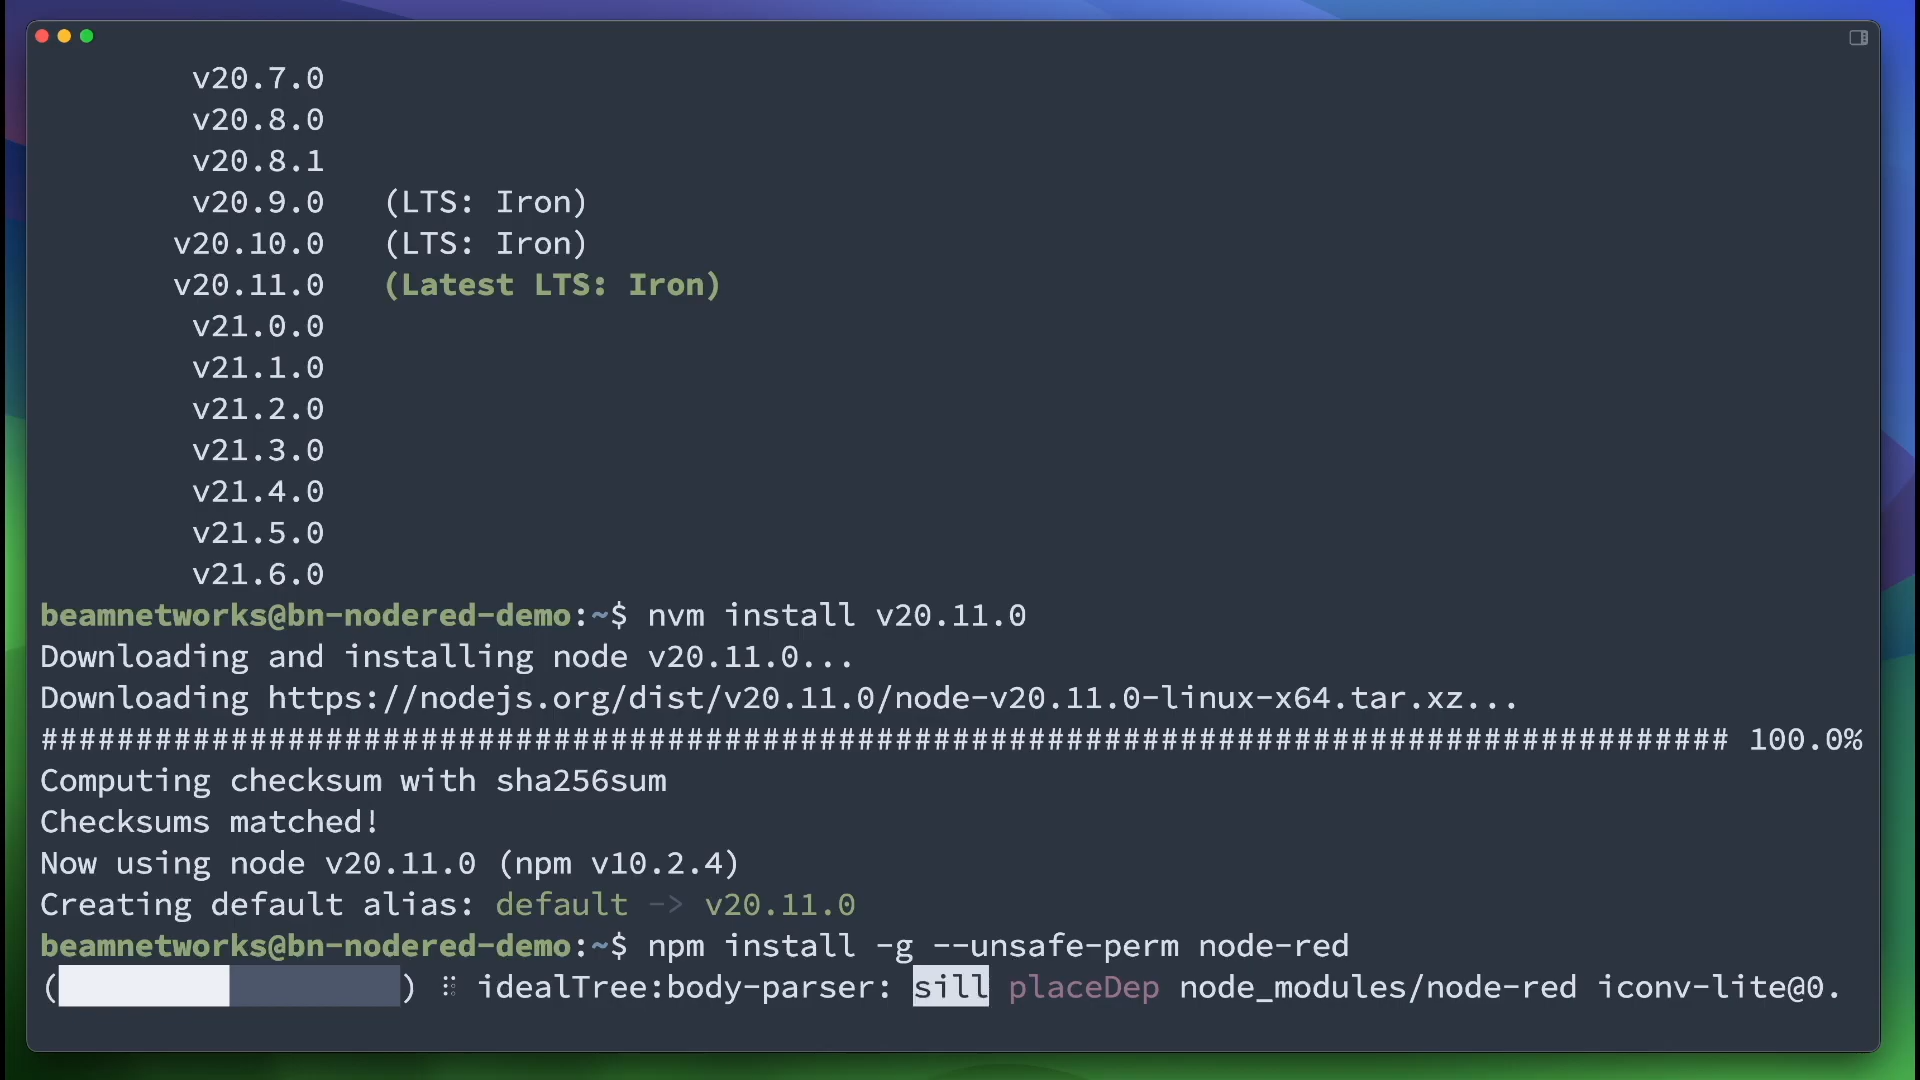 v20.7.0
v20.8.0
v20.8.1
v20.9.0   (LTS: Iron)
v20.10.0   (LTS: Iron)
v20.11.0   (Latest LTS: Iron)
v21.0.0
v21.1.0
v21.2.0
v21.3.0
v21.4.0
v21.5.0
v21.6.0
beamnetworks@bn-nodered-demo:~$ nvm install v20.11.0
Downloading and installing node v20.11.0...
Downloading https://nodejs.org/dist/v20.11.0/node-v20.11.0-linux-x64.tar.xz...
######################################################################################### 100.0%
Computing checksum with sha256sum
Checksums matched!
Now using node v20.11.0 (npm v10.2.4)
Creating default alias: default -> v20.11.0
beamnetworks@bn-nodered-demo:~$ npm install -g --unsafe-perm node-red
(                  ) ⠸ idealTree:body-parser: sill placeDep node_modules/node-red iconv-lite@0.